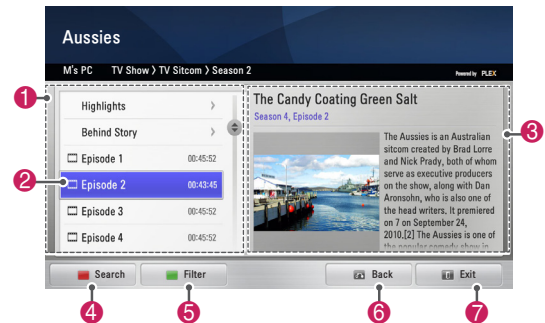 Aussies
M's PC TV Show > TV Sitcom > Season 2
Powered by PLEX
1
Highlights >
Behind Story >
Episode 1 00:45:52
2
Episode 2 00:43:45
Episode 3 00:45:52
Episode 4 00:45:52
The Candy Coating Green Salt
Season 4, Episode 2
3
The Aussies is an Australian
sitcom created by Brad Lorre
and Nick Prady, both of whom
serve as executive producers
on the show, along with Dan
Aronsohn, who is also one of
the head writers. It premiered
on 7 on September 24,
2010.[2] The Aussies is one of
the popular comedy show in
Search Filter Back Exit
4 5 6 7